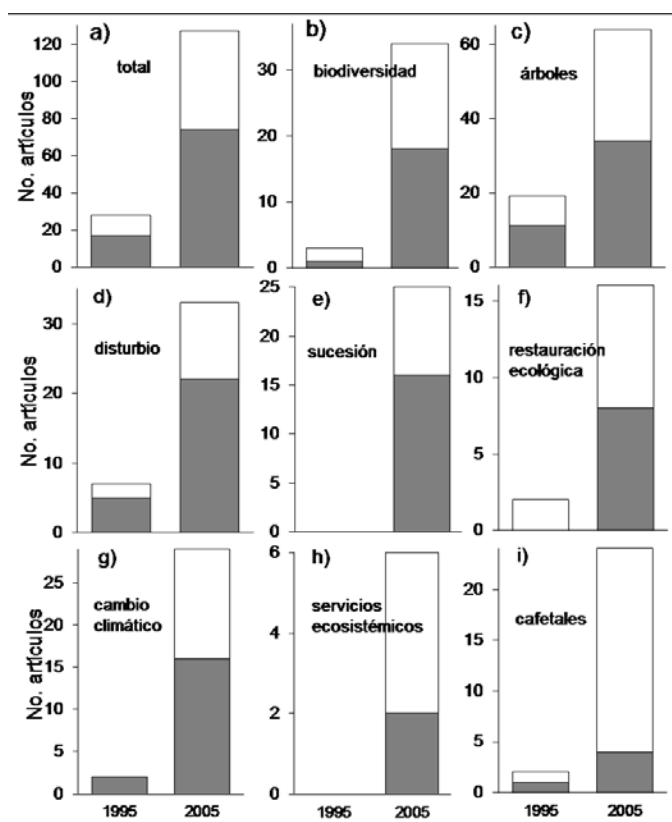 a)
total
No. artículos
120
100
80
60
40
20
0
b)
biodiversidad
30
20
10
0
c)
árboles
60
40
20
0
d)
disturbio
No. artículos
30
20
10
0
e)
sucesión
25
20
15
10
5
0
f)
restauración
ecológica
15
10
5
0
g)
cambio
climático
No. artículos
25
20
15
10
5
0
1995 2005
h)
servicios
ecosistémicos
6
4
2
0
1995 2005
i)
cafetales
20
15
10
5
0
1995 2005